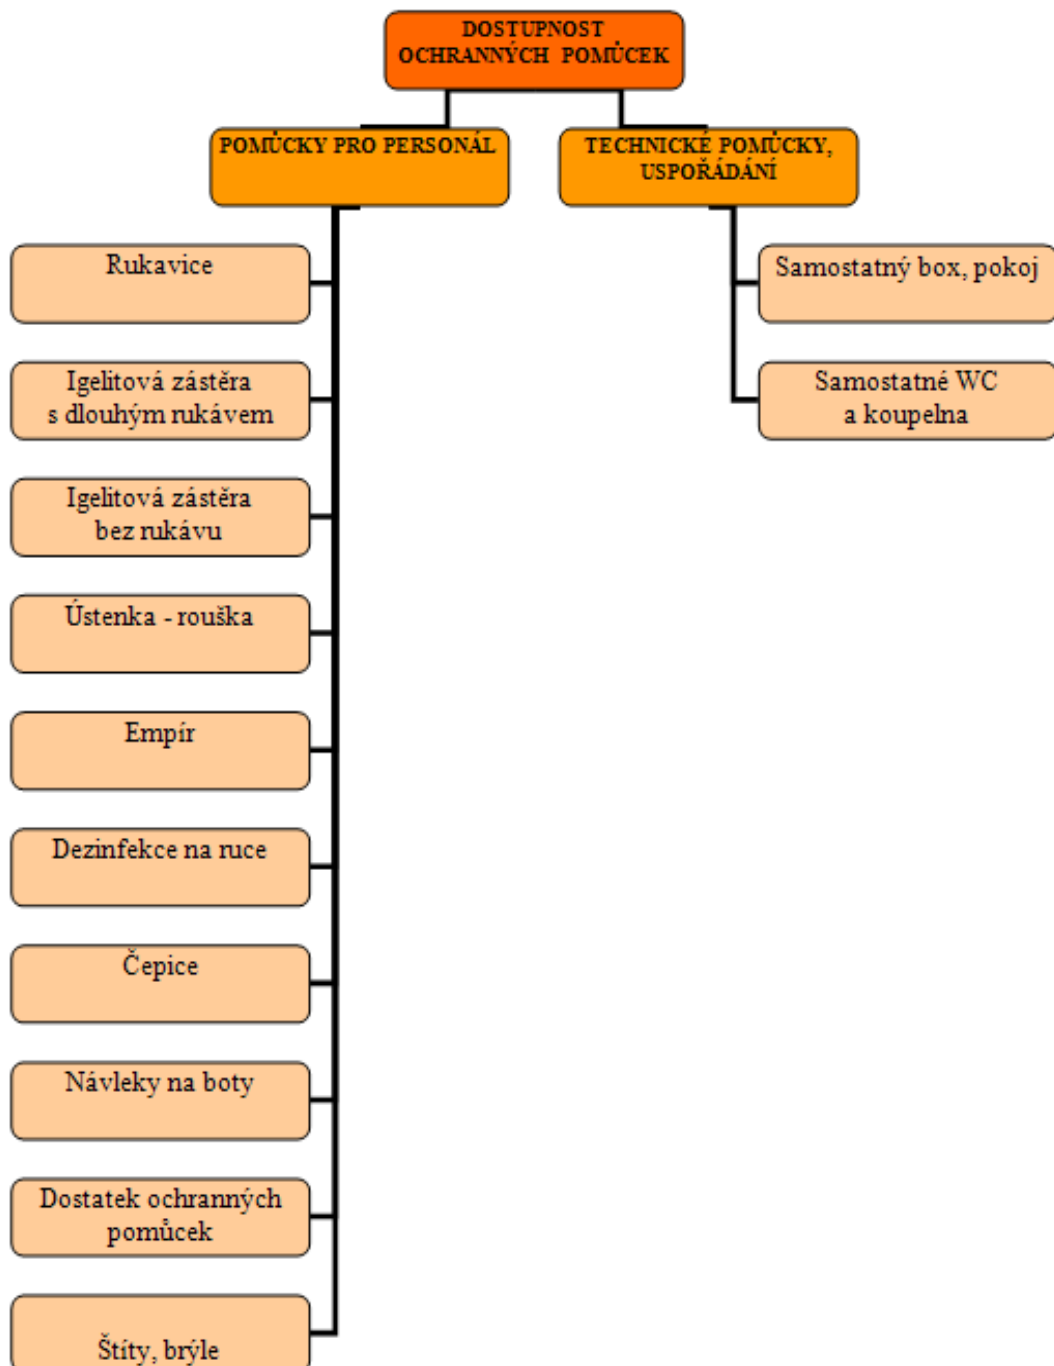 DOSTUPNOST
OCHRANNÝCH POMŮCEK
POMŮCKY PRO PERSONÁL
TECHNICKÉ POMŮCKY,
USPOŘÁDÁNÍ
Rukavice
Igelitová zástěra
s dlouhým rukávem
Igelitová zástěra
bez rukávu
Ústenka - rouška
Empír
Dezinfekce na ruce
Čepice
Návleky na boty
Dostatek ochranných
pomůcek
Štíty, brýle
Samostatný box, pokoj
Samostatné WC
a koupelna